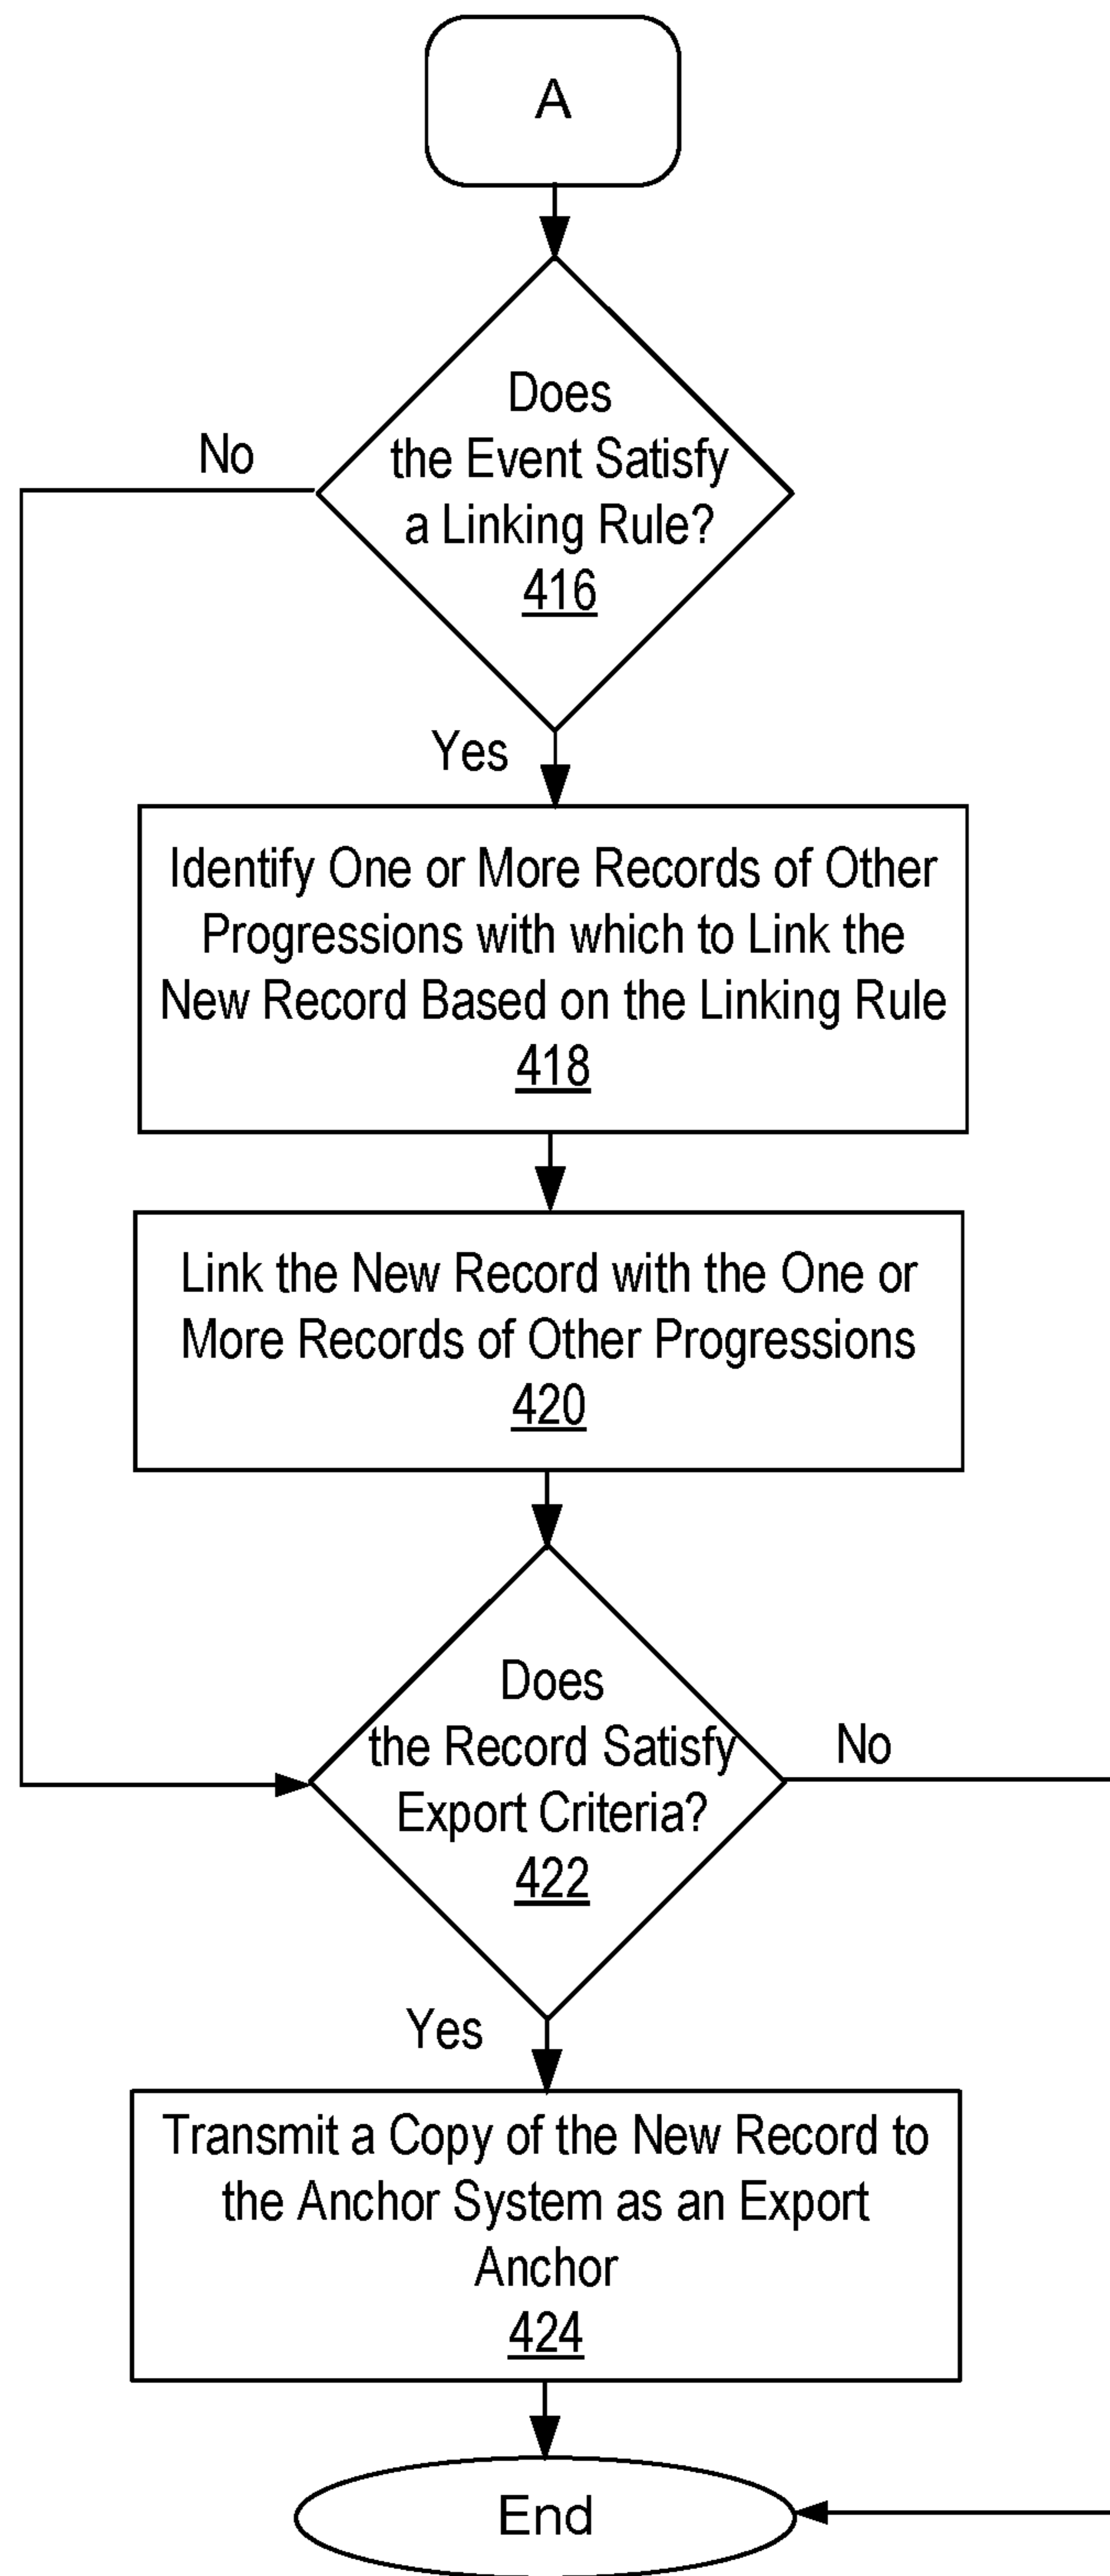 A
Does
the Event Satisfy
a Linking Rule?
416
No
Yes
Identify One or More Records of Other
Progressions with which to Link the
New Record Based on the Linking Rule
418
Link the New Record with the One or
More Records of Other Progressions
420
Does
the Record Satisfy
Export Criteria?
422
No
Yes
Transmit a Copy of the New Record to
the Anchor System as an Export
Anchor
424
End